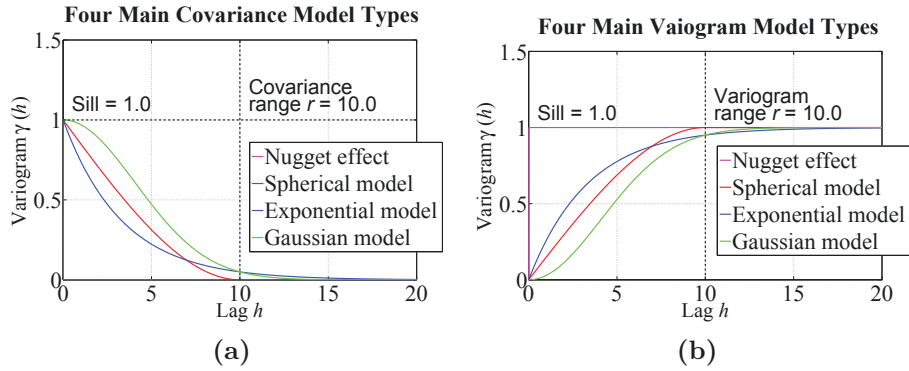 Four Main Covariance Model Types
1.5
1
0.5
0
Variogram γ (h)
Sill = 1.0
Covariance
range r = 10.0
Nugget effect
Spherical model
Exponential model
Gaussian model
0 5 10 15 20
Lag h
(a)
Four Main Vaiogram Model Types
1.5
1
0.5
0
Variogram γ (h)
Sill = 1.0
Variogram
range r = 10.0
Nugget effect
Spherical model
Exponential model
Gaussian model
0 5 10 15 20
Lag h
(b)